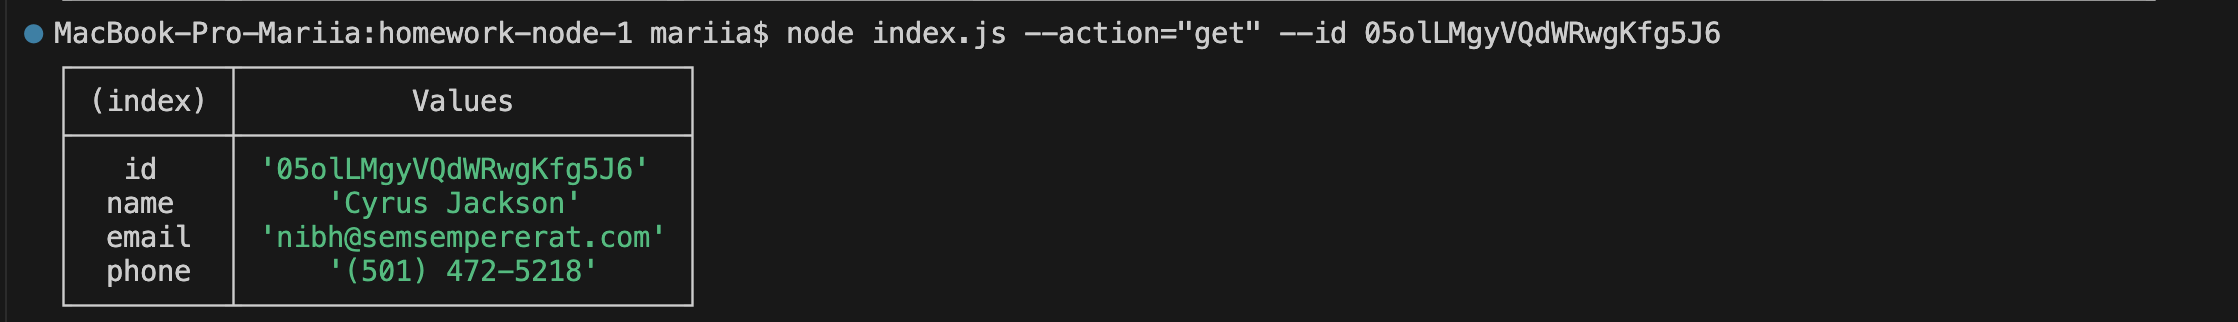 MacBook-Pro-Mariia:homework-node-1 mariia$ node index.js --action="get" --id 05olLMgyVQdWRwgKfg5J6
(index) Values
id '05olLMgyVQdWRwgKfg5J6'
name 'Cyrus Jackson'
email 'nibh@semsempererat.com'
phone '(501) 472-5218'